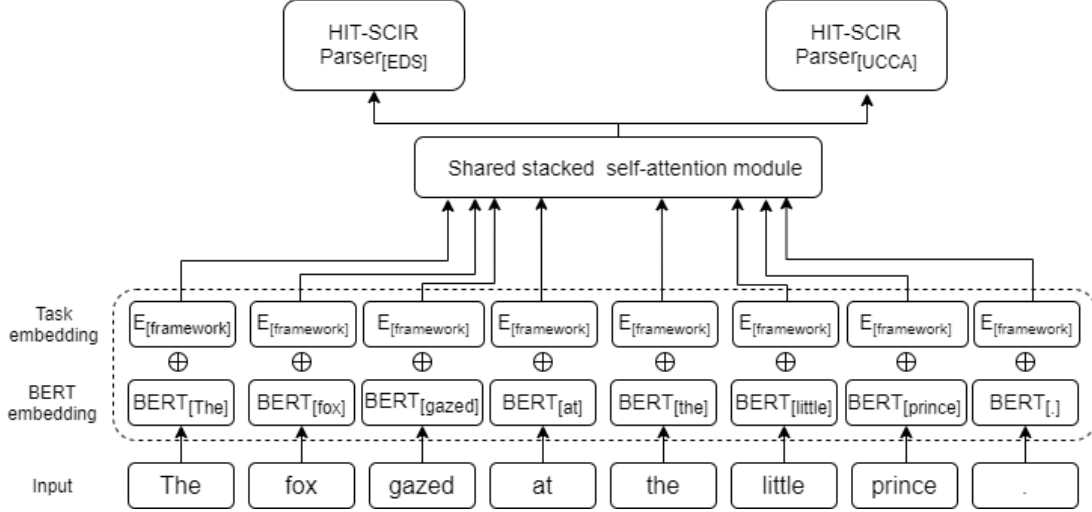 HIT-SCIR
Parser[EDS]
HIT-SCIR
Parser[UCCA]
Shared stacked self-attention module
Task
embedding
E[framework] E[framework] E[framework] E[framework] E[framework] E[framework] E[framework] E[framework]
⊕ ⊕ ⊕ ⊕ ⊕ ⊕ ⊕ ⊕
BERT
embedding
BERT[The] BERT[fox] BERT[gazed] BERT[at] BERT[the] BERT[little] BERT[prince] BERT[.]
Input The fox gazed at the little prince .